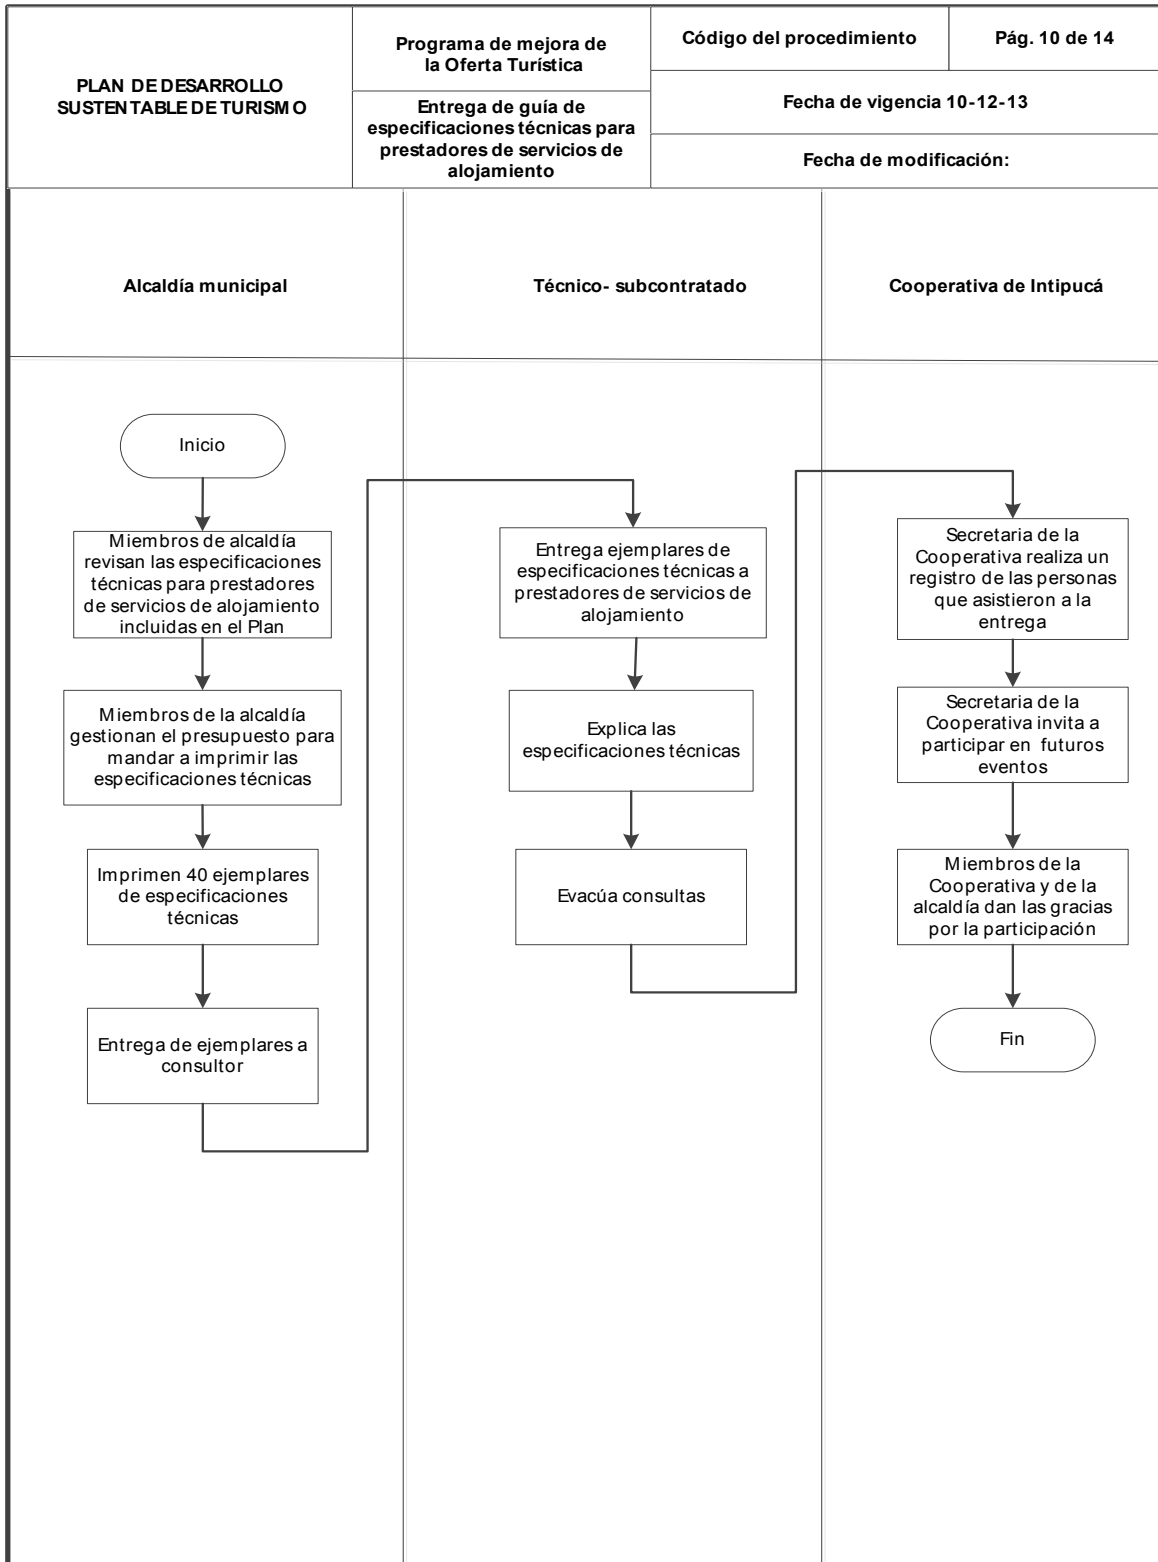 PLAN DE DESARROLLO
SUSTENTABLE DE TURISMO
Programa de mejora de
la Oferta Turística
Entrega de guía de
especificaciones técnicas para
prestadores de servicios de
alojamiento
Código del procedimiento
Pág. 10 de 14
Fecha de vigencia 10-12-13
Fecha de modificación:
Alcaldía municipal
Técnico- subcontratado
Cooperativa de Intipucá
Inicio
Miembros de alcaldía
revisan las especificaciones
técnicas para prestadores
de servicios de alojamiento
incluidas en el Plan
Miembros de la alcaldía
gestionan el presupuesto para
mandar a imprimir las
especificaciones técnicas
Imprimen 40 ejemplares
de especificaciones
técnicas
Entrega de ejemplares a
consultor
Entrega ejemplares de
especificaciones técnicas a
prestadores de servicios de
alojamiento
Explica las
especificaciones técnicas
Evacúa consultas
Secretaria de la
Cooperativa realiza un
registro de las personas
que asistieron a la
entrega
Secretaria de la
Cooperativa invita a
participar en futuros
eventos
Miembros de la
Cooperativa y de la
alcaldía dan las gracias
por la participación
Fin